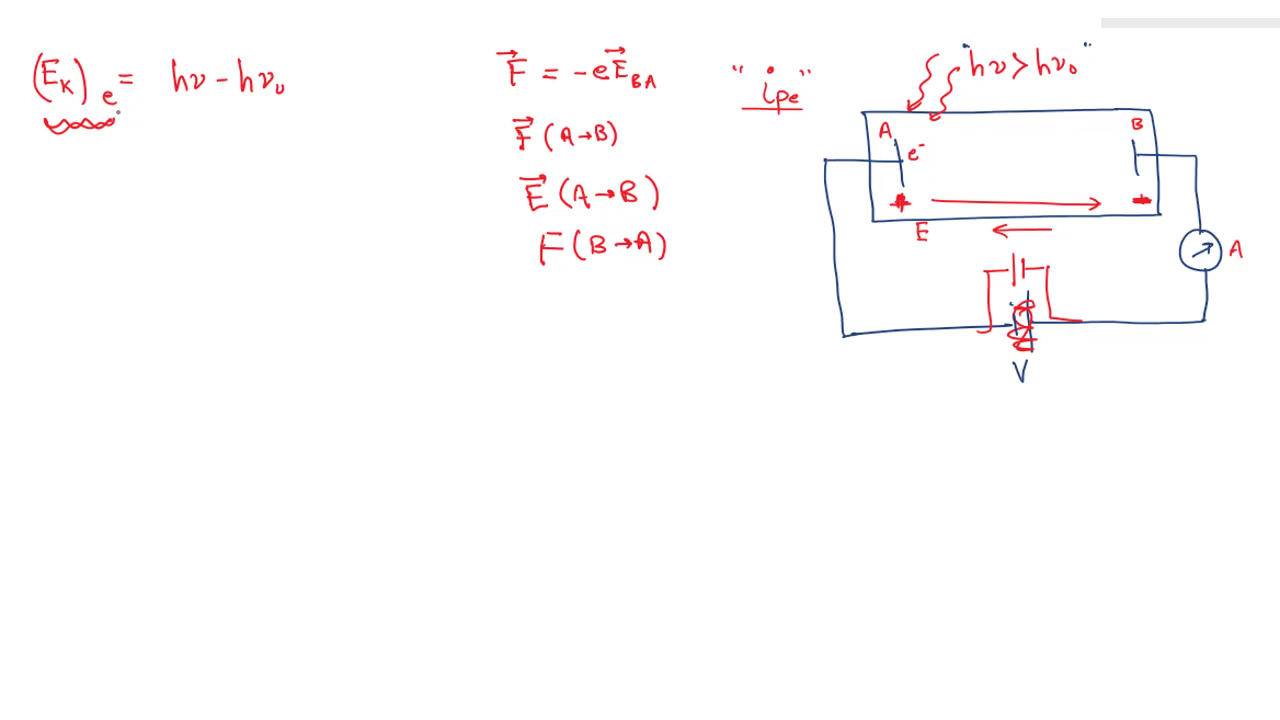 (E_K)_e = hν - hν₀
F⃗ = -eE⃗_BA
F⃗ (A→B)
E⃗ (A→B)
F (B→A)
" i_pe "
"hν > hν₀"
A
B
e⁻
+
-
E
A
V